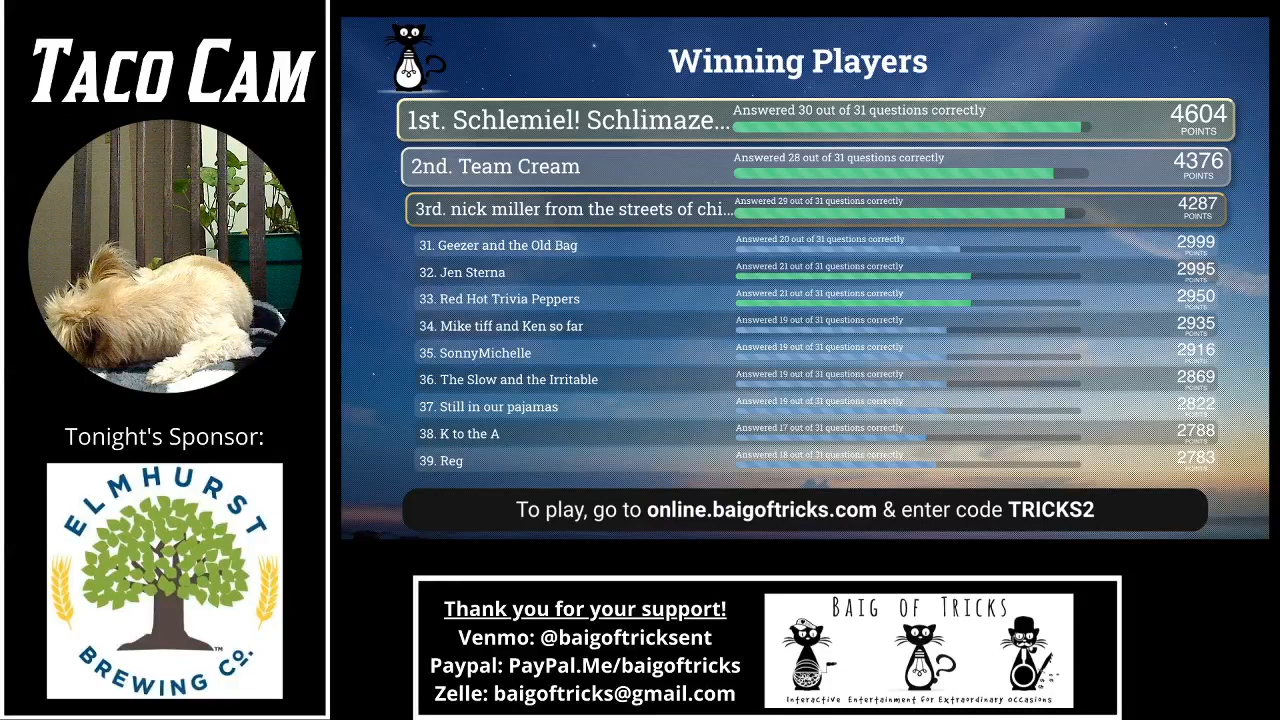 TACO CAM
Tonight's Sponsor:
ELMHURST
BREWING CO.
TM
Winning Players
1st. Schlemiel! Schlimaze... Answered 30 out of 31 questions correctly 4604 POINTS
2nd. Team Cream Answered 28 out of 31 questions correctly 4376 POINTS
3rd. nick miller from the streets of chi... Answered 29 out of 31 questions correctly 4287 POINTS
31. Geezer and the Old Bag Answered 20 out of 31 questions correctly 2999 POINTS
32. Jen Sterna Answered 21 out of 31 questions correctly 2995 POINTS
33. Red Hot Trivia Peppers Answered 21 out of 31 questions correctly 2950 POINTS
34. Mike tiff and Ken so far Answered 19 out of 31 questions correctly 2935 POINTS
35. SonnyMichelle Answered 19 out of 31 questions correctly 2916 POINTS
36. The Slow and the Irritable Answered 19 out of 31 questions correctly 2869 POINTS
37. Still in our pajamas Answered 19 out of 31 questions correctly 2822 POINTS
38. K to the A Answered 17 out of 31 questions correctly 2788 POINTS
39. Reg Answered 18 out of 31 questions correctly 2783 POINTS
To play, go to online.baigoftricks.com & enter code TRICKS2
Thank you for your support!
Venmo: @baigoftricksent
Paypal: PayPal.Me/baigoftricks
Zelle: baigoftricks@gmail.com
BAIG OF TRICKS
Interactive Entertainment for Extraordinary occasions